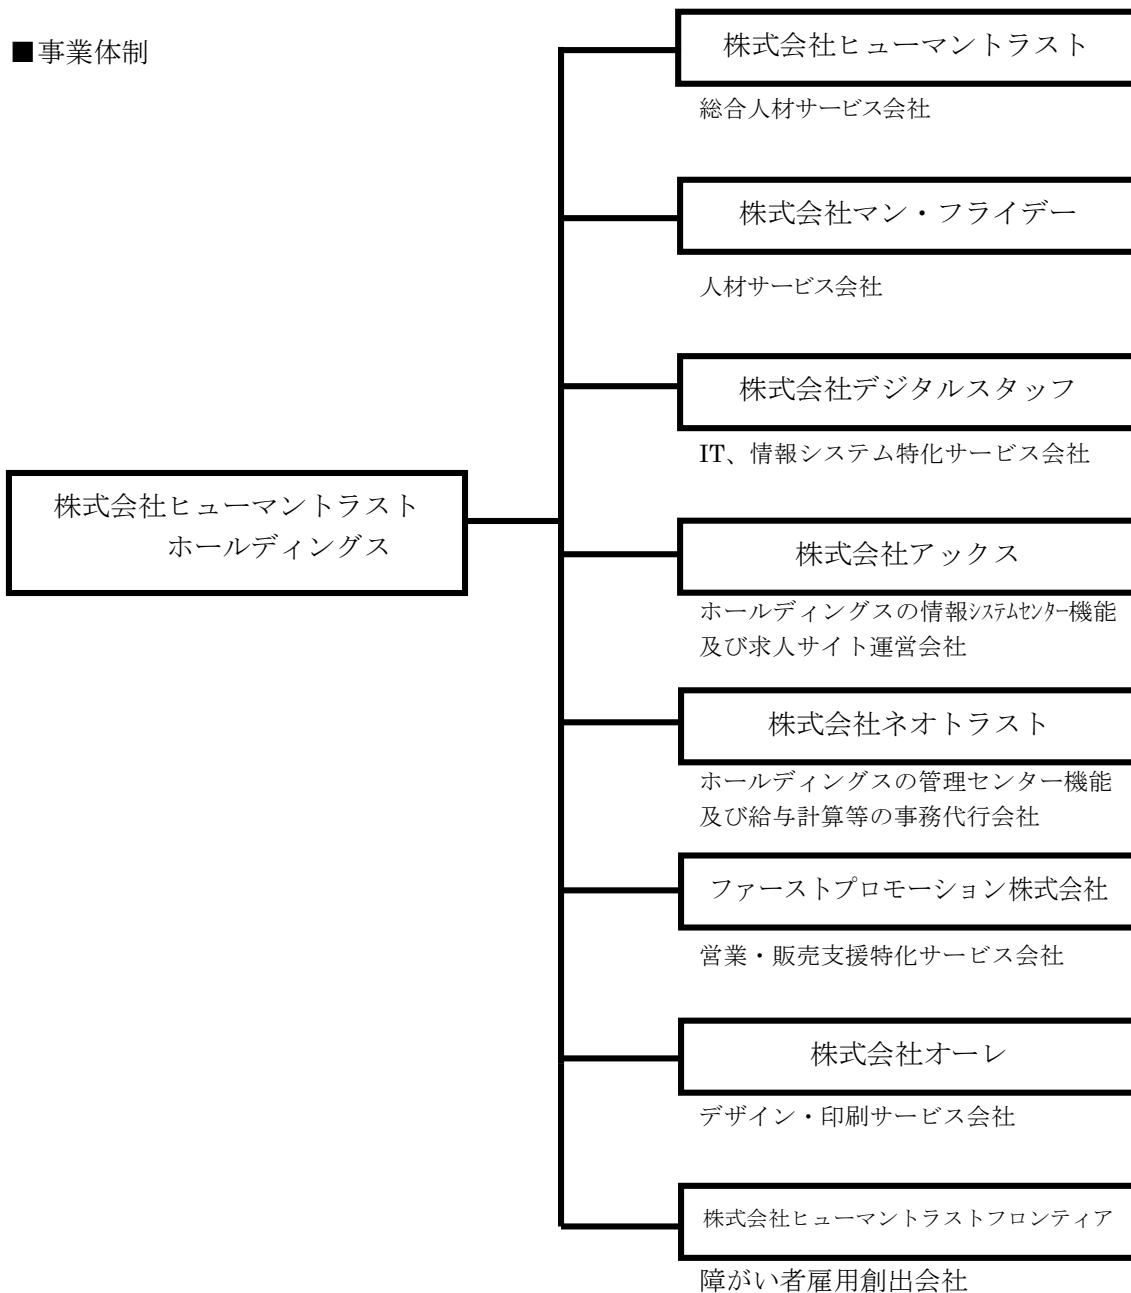 ■事業体制
株式会社ヒューマントラスト
総合人材サービス会社
株式会社マン・フライデー
人材サービス会社
株式会社デジタルスタッフ
IT、情報システム特化サービス会社
株式会社ヒューマントラスト
ホールディングス
株式会社アックス
ホールディングスの情報ｼｽﾃﾑｾﾝﾀｰ機能
及び求人サイト運営会社
株式会社ネオトラスト
ホールディングスの管理センター機能
及び給与計算等の事務代行会社
ファーストプロモーション株式会社
営業・販売支援特化サービス会社
株式会社オーレ
デザイン・印刷サービス会社
株式会社ヒューマントラストフロンティア
障がい者雇用創出会社